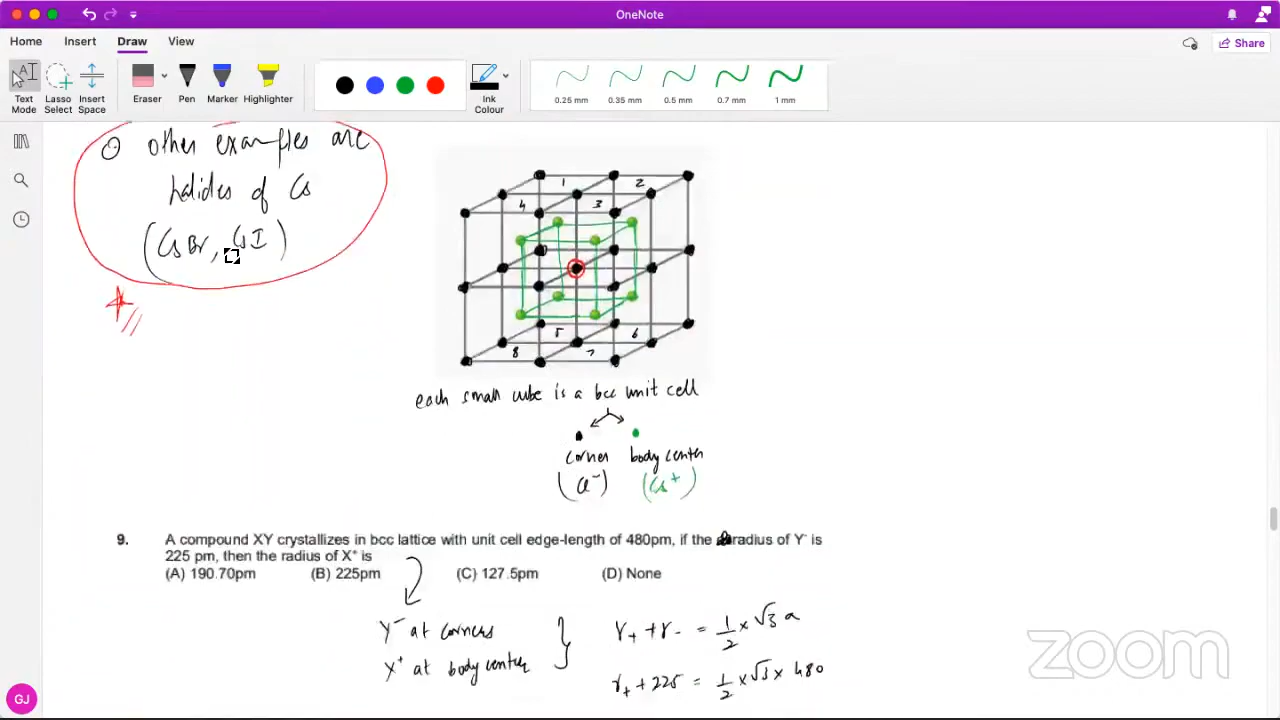 OneNote
Home Insert Draw View
Share
Text Mode
Lasso Select
Insert Space
Eraser
Pen
Marker
Highlighter
Ink Colour
0.25 mm 0.35 mm 0.5 mm 0.7 mm 1 mm
⊙ other examples are
halides of Cs
(CsBr, CsI)
1 2
4 3
5 6
8 7
each small cube is a bcc unit cell
corner body center
(Cl⁻) (Cs⁺)
9. A compound XY crystallizes in bcc lattice with unit cell edge-length of 480pm, if the radius of Y⁻ is
225 pm, then the radius of X⁺ is
(A) 190.70pm (B) 225pm (C) 127.5pm (D) None
Y⁻ at corners
X⁺ at body center
r₊ + r₋ = 1/2 × √3 a
r₊ + 225 = 1/2 × √3 × 480
GJ
zoom